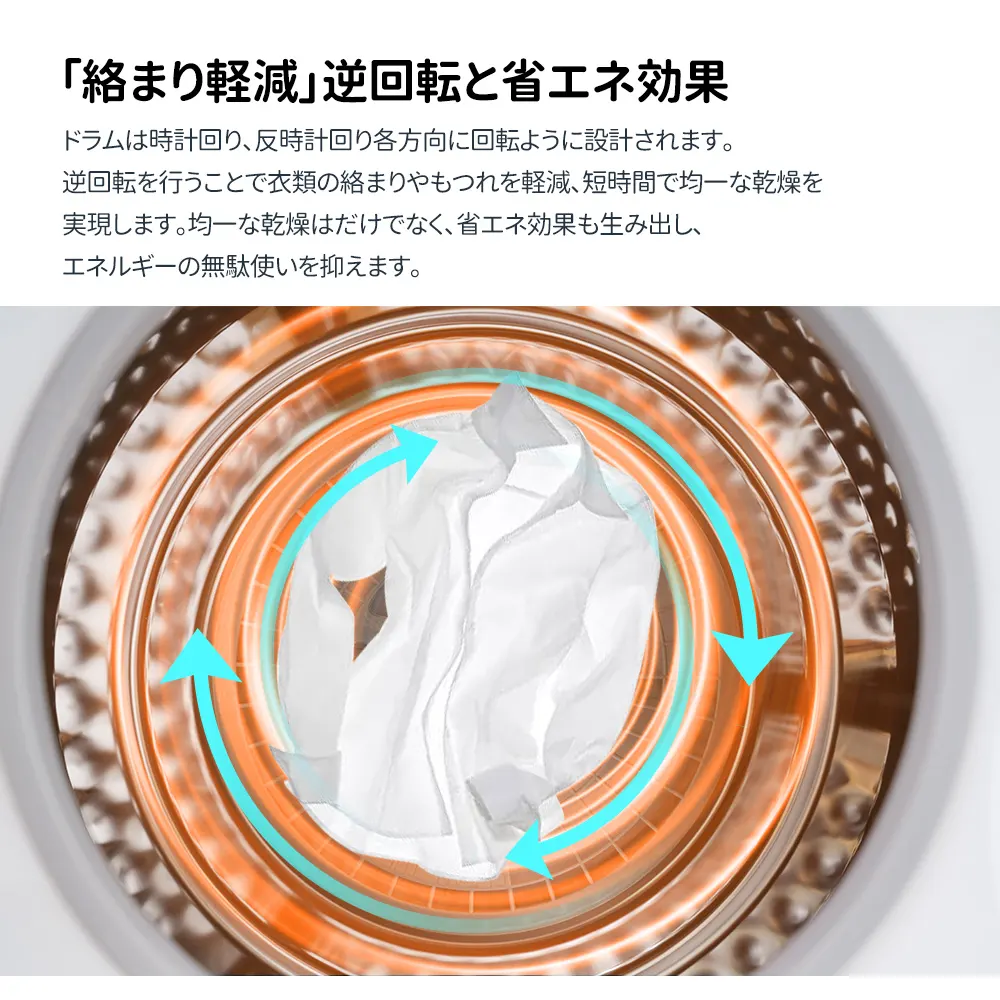 「絡まり軽減」逆回転と省エネ効果
ドラムは時計回り、反時計回り各方向に回転ように設計されます。
逆回転を行うことで衣類の絡まりやもつれを軽減、短時間で均一な乾燥を
実現します。均一な乾燥はだけでなく、省エネ効果も生み出し、
エネルギーの無駄使いを抑えます。